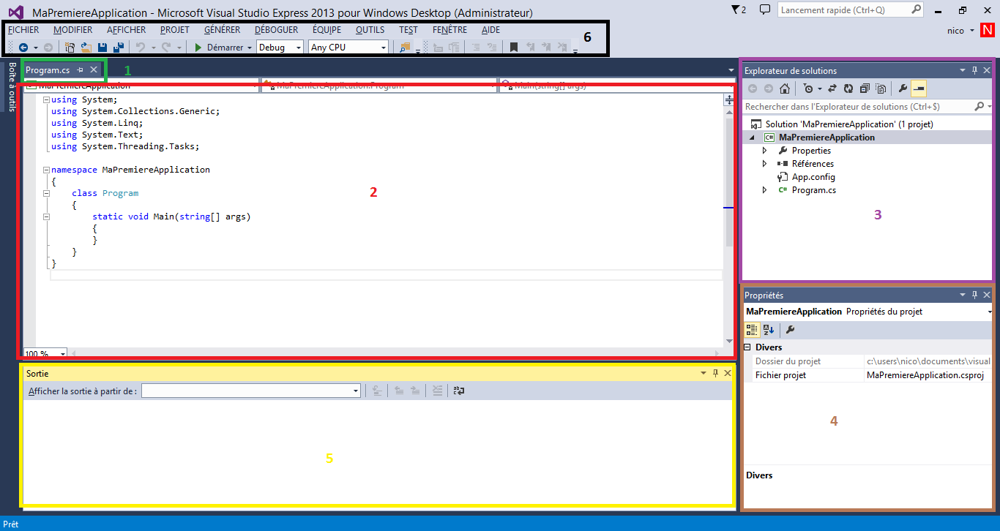 MaPremiereApplication - Microsoft Visual Studio Express 2013 pour Windows Desktop (Administrateur)
2
Lancement rapide (Ctrl+Q)
FICHIER MODIFIER AFFICHER PROJET GÉNÉRER DÉBOGUER ÉQUIPE OUTILS TEST FENÊTRE AIDE
6
nico N
Démarrer Debug Any CPU
Boîte à outils
Program.cs
1
MaPremiereApplication MaPremiereApplication.Program Main(string[] args)
using System;
using System.Collections.Generic;
using System.Linq;
using System.Text;
using System.Threading.Tasks;
namespace MaPremiereApplication
{
class Program
{
static void Main(string[] args)
{
}
}
}
2
100 %
Explorateur de solutions
Rechercher dans l'Explorateur de solutions (Ctrl+$)
Solution 'MaPremiereApplication' (1 projet)
C# MaPremiereApplication
Properties
Références
App.config
C# Program.cs
3
Propriétés
MaPremiereApplication Propriétés du projet
Divers
Dossier du projet c:\users\nico\documents\visual
Fichier projet MaPremiereApplication.csproj
4
Divers
Sortie
Afficher la sortie à partir de :
5
Prêt